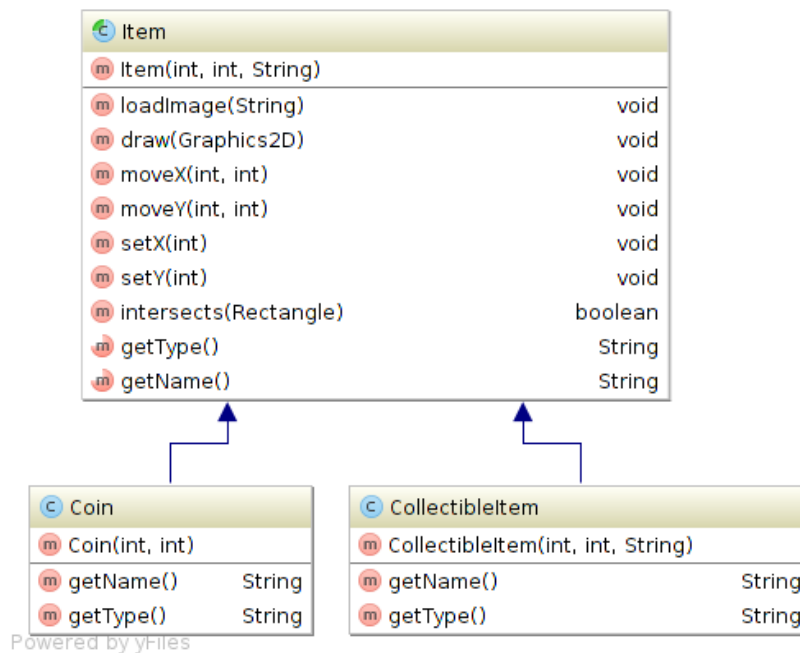 Item
Item(int, int, String)
loadImage(String) void
draw(Graphics2D) void
moveX(int, int) void
moveY(int, int) void
setX(int) void
setY(int) void
intersects(Rectangle) boolean
getType() String
getName() String
Coin
Coin(int, int)
getName() String
getType() String
CollectibleItem
CollectibleItem(int, int, String)
getName() String
getType() String
Powered by yFiles